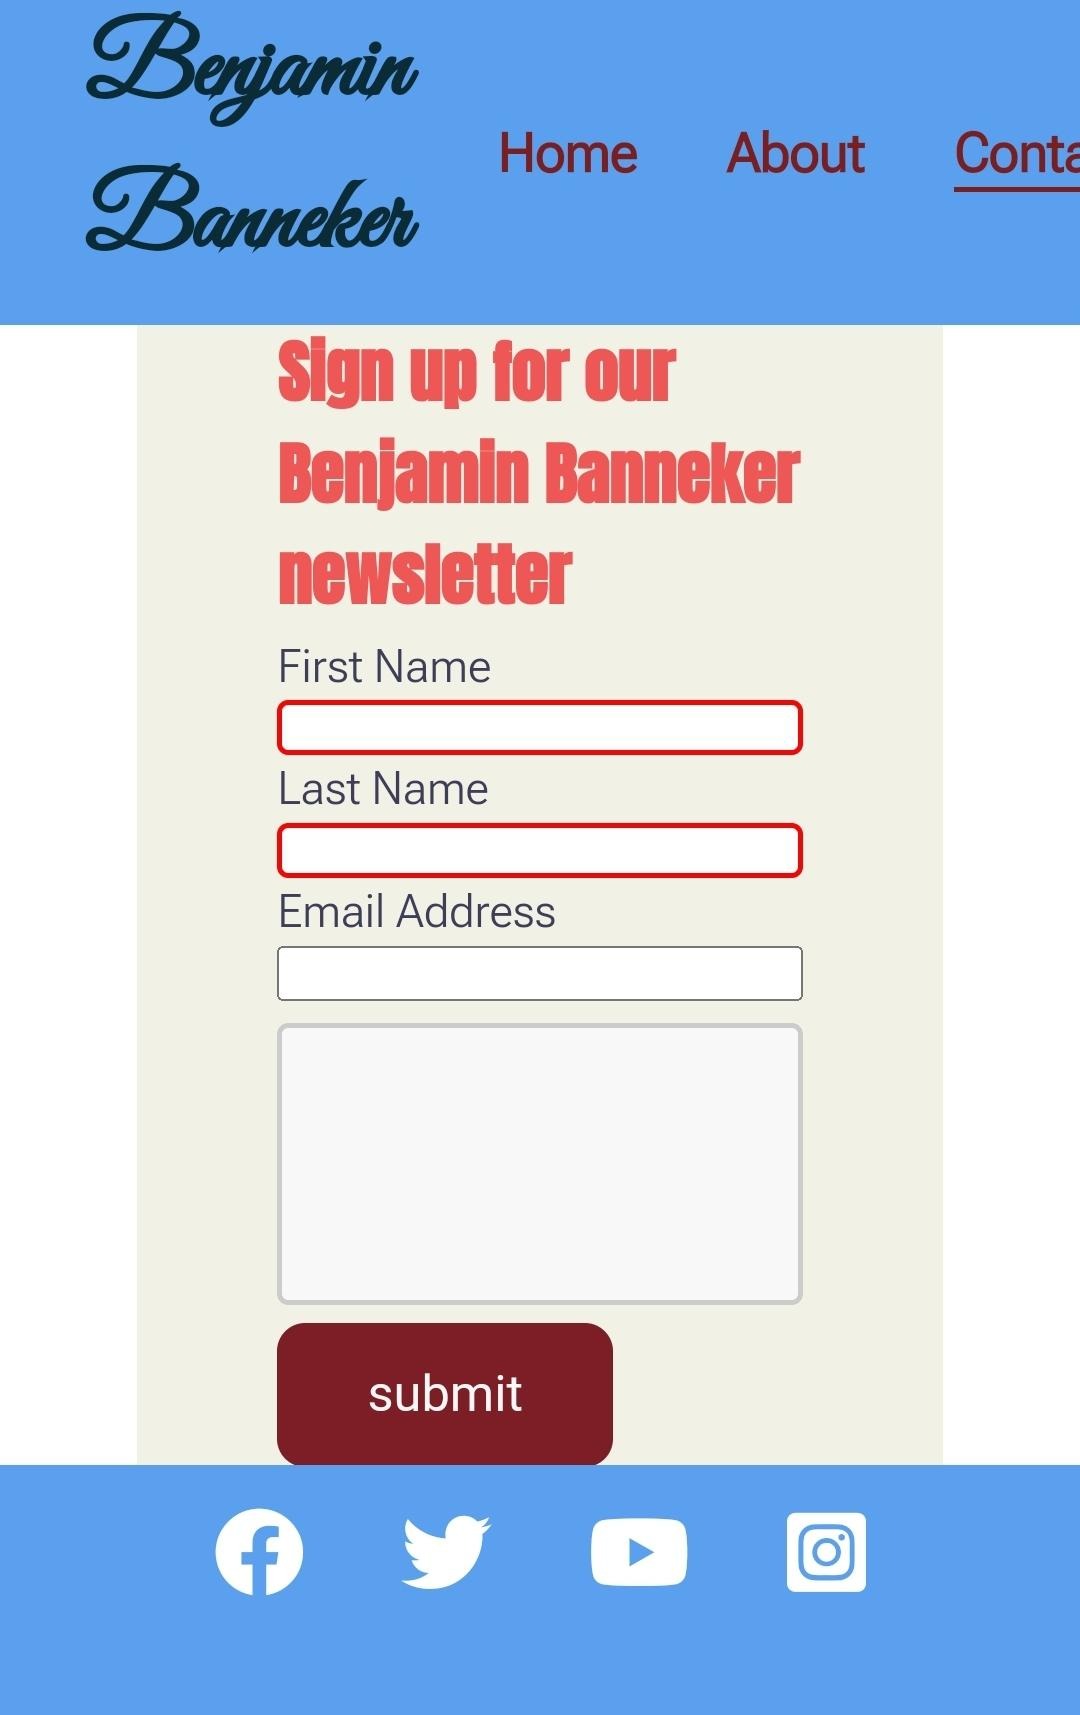 Benjamin
Banneker
Home About Conta
Sign up for our
Benjamin Banneker
newsletter
First Name
Last Name
Email Address
submit